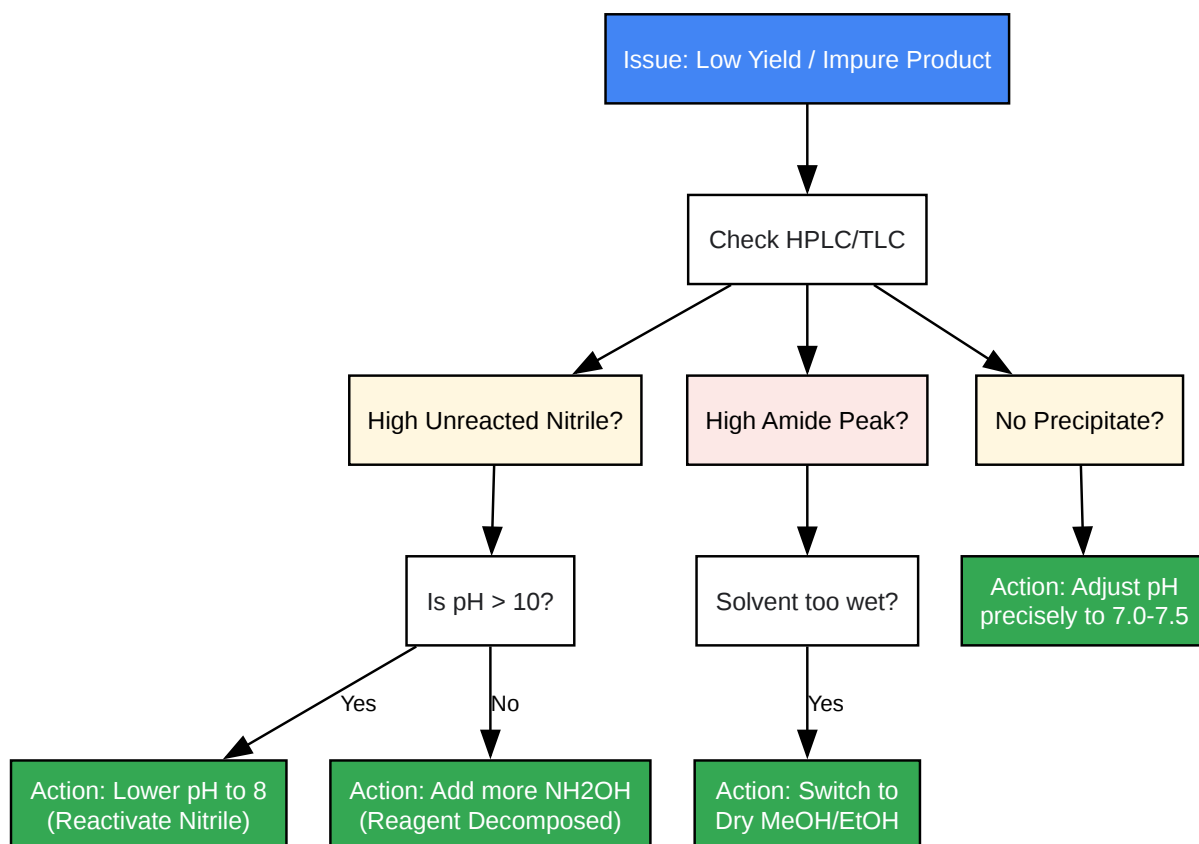 Issue: Low Yield / Impure Product
Check HPLC/TLC
High Unreacted Nitrile?
High Amide Peak?
No Precipitate?
Is pH > 10?
Solvent too wet?
Action: Adjust pH
precisely to 7.0-7.5
Yes
No
Yes
Action: Lower pH to 8
(Reactivate Nitrile)
Action: Add more NH2OH
(Reagent Decomposed)
Action: Switch to
Dry MeOH/EtOH